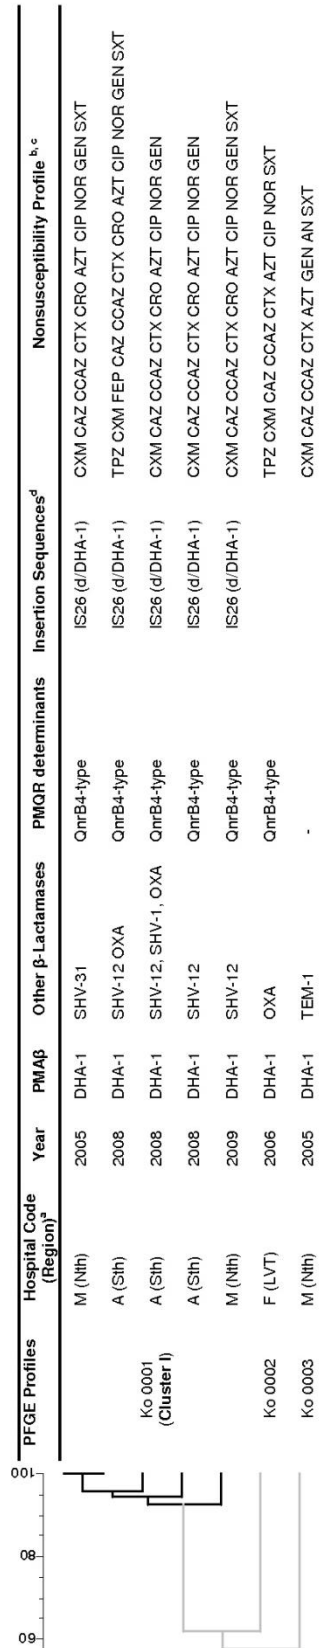 100
80
60
PFGE Profiles Hospital Code (Region)a Year PMAβ Other β-Lactamases PMQR determinants Insertion Sequencesd Nonsusceptibility Profile b, c
M (Nth) 2005 DHA-1 SHV-31 QnrB4-type IS26 (d/DHA-1) CXM CAZ CCAZ CTX CRO AZT CIP NOR GEN SXT
A (Sth) 2008 DHA-1 SHV-12 OXA QnrB4-type IS26 (d/DHA-1) TPZ CXM FEP CAZ CCAZ CTX CRO AZT CIP NOR GEN SXT
Ko 0001 (Cluster I) A (Sth) 2008 DHA-1 SHV-12, SHV-1, OXA QnrB4-type IS26 (d/DHA-1) CXM CAZ CCAZ CTX CRO AZT CIP NOR GEN
A (Sth) 2008 DHA-1 SHV-12 QnrB4-type IS26 (d/DHA-1) CXM CAZ CCAZ CTX CRO AZT CIP NOR GEN
M (Nth) 2009 DHA-1 SHV-12 QnrB4-type IS26 (d/DHA-1) CXM CAZ CCAZ CTX CRO AZT CIP NOR GEN SXT
Ko 0002 F (LVT) 2006 DHA-1 OXA QnrB4-type TPZ CXM CAZ CCAZ CTX AZT CIP NOR SXT
Ko 0003 M (Nth) 2005 DHA-1 TEM-1 - CXM CAZ CCAZ CTX AZT GEN AN SXT